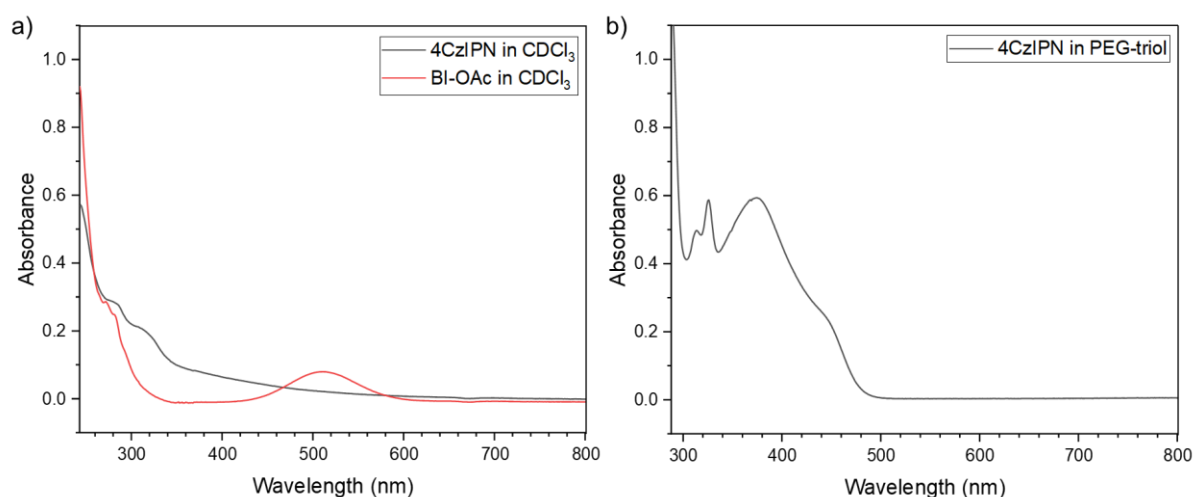 a)
4CzIPN in CDCl3
BI-OAc in CDCl3
Absorbance
1.0
0.8
0.6
0.4
0.2
0.0
300
400
500
600
700
800
Wavelength (nm)
b)
4CzIPN in PEG-triol
Absorbance
1.0
0.8
0.6
0.4
0.2
0.0
300
400
500
600
700
800
Wavelength (nm)